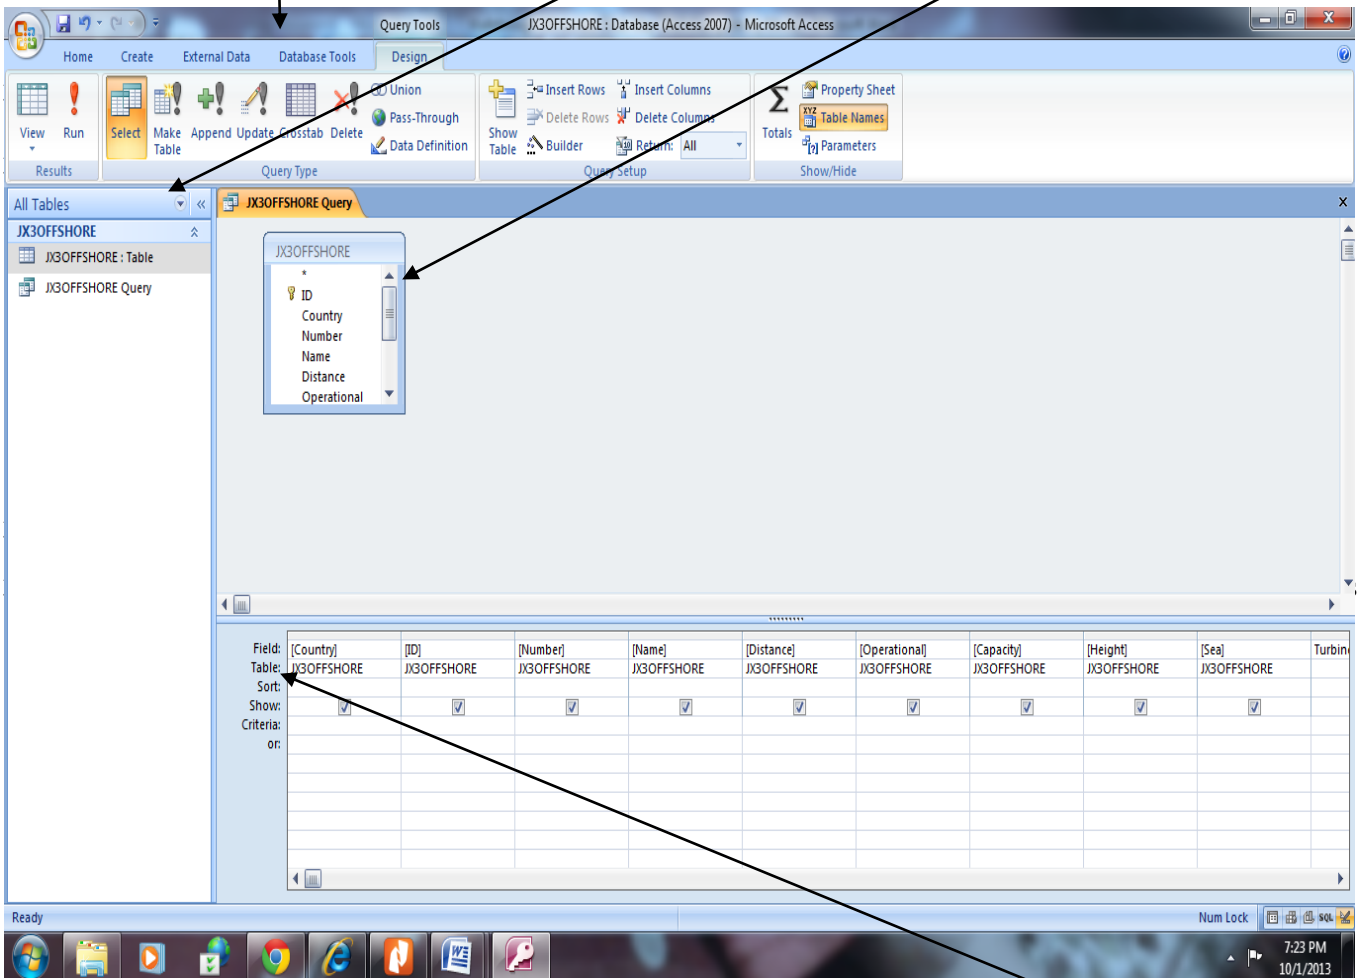 Query Tools JX3OFFSHORE : Database (Access 2007) - Microsoft Access
Home Create External Data Database Tools Design
View Run Select Make Table Append Update Crosstab Delete
Union
Pass-Through
Data Definition
Show Table
Insert Rows
Delete Rows
Builder
Insert Columns
Delete Columns
Return: All
Totals
Property Sheet
XYZ Table Names
Parameters
Results Query Type Query Setup Show/Hide
All Tables
JX3OFFSHORE
JX3OFFSHORE : Table
JX3OFFSHORE Query
JX3OFFSHORE Query
JX3OFFSHORE
*
ID
Country
Number
Name
Distance
Operational
Field: [Country] [ID] [Number] [Name] [Distance] [Operational] [Capacity] [Height] [Sea] Turbin
Table: JX3OFFSHORE JX3OFFSHORE JX3OFFSHORE JX3OFFSHORE JX3OFFSHORE JX3OFFSHORE JX3OFFSHORE JX3OFFSHORE JX3OFFSHORE
Sort:
Show:
Criteria:
or:
Ready Num Lock SQL
7:23 PM
10/1/2013